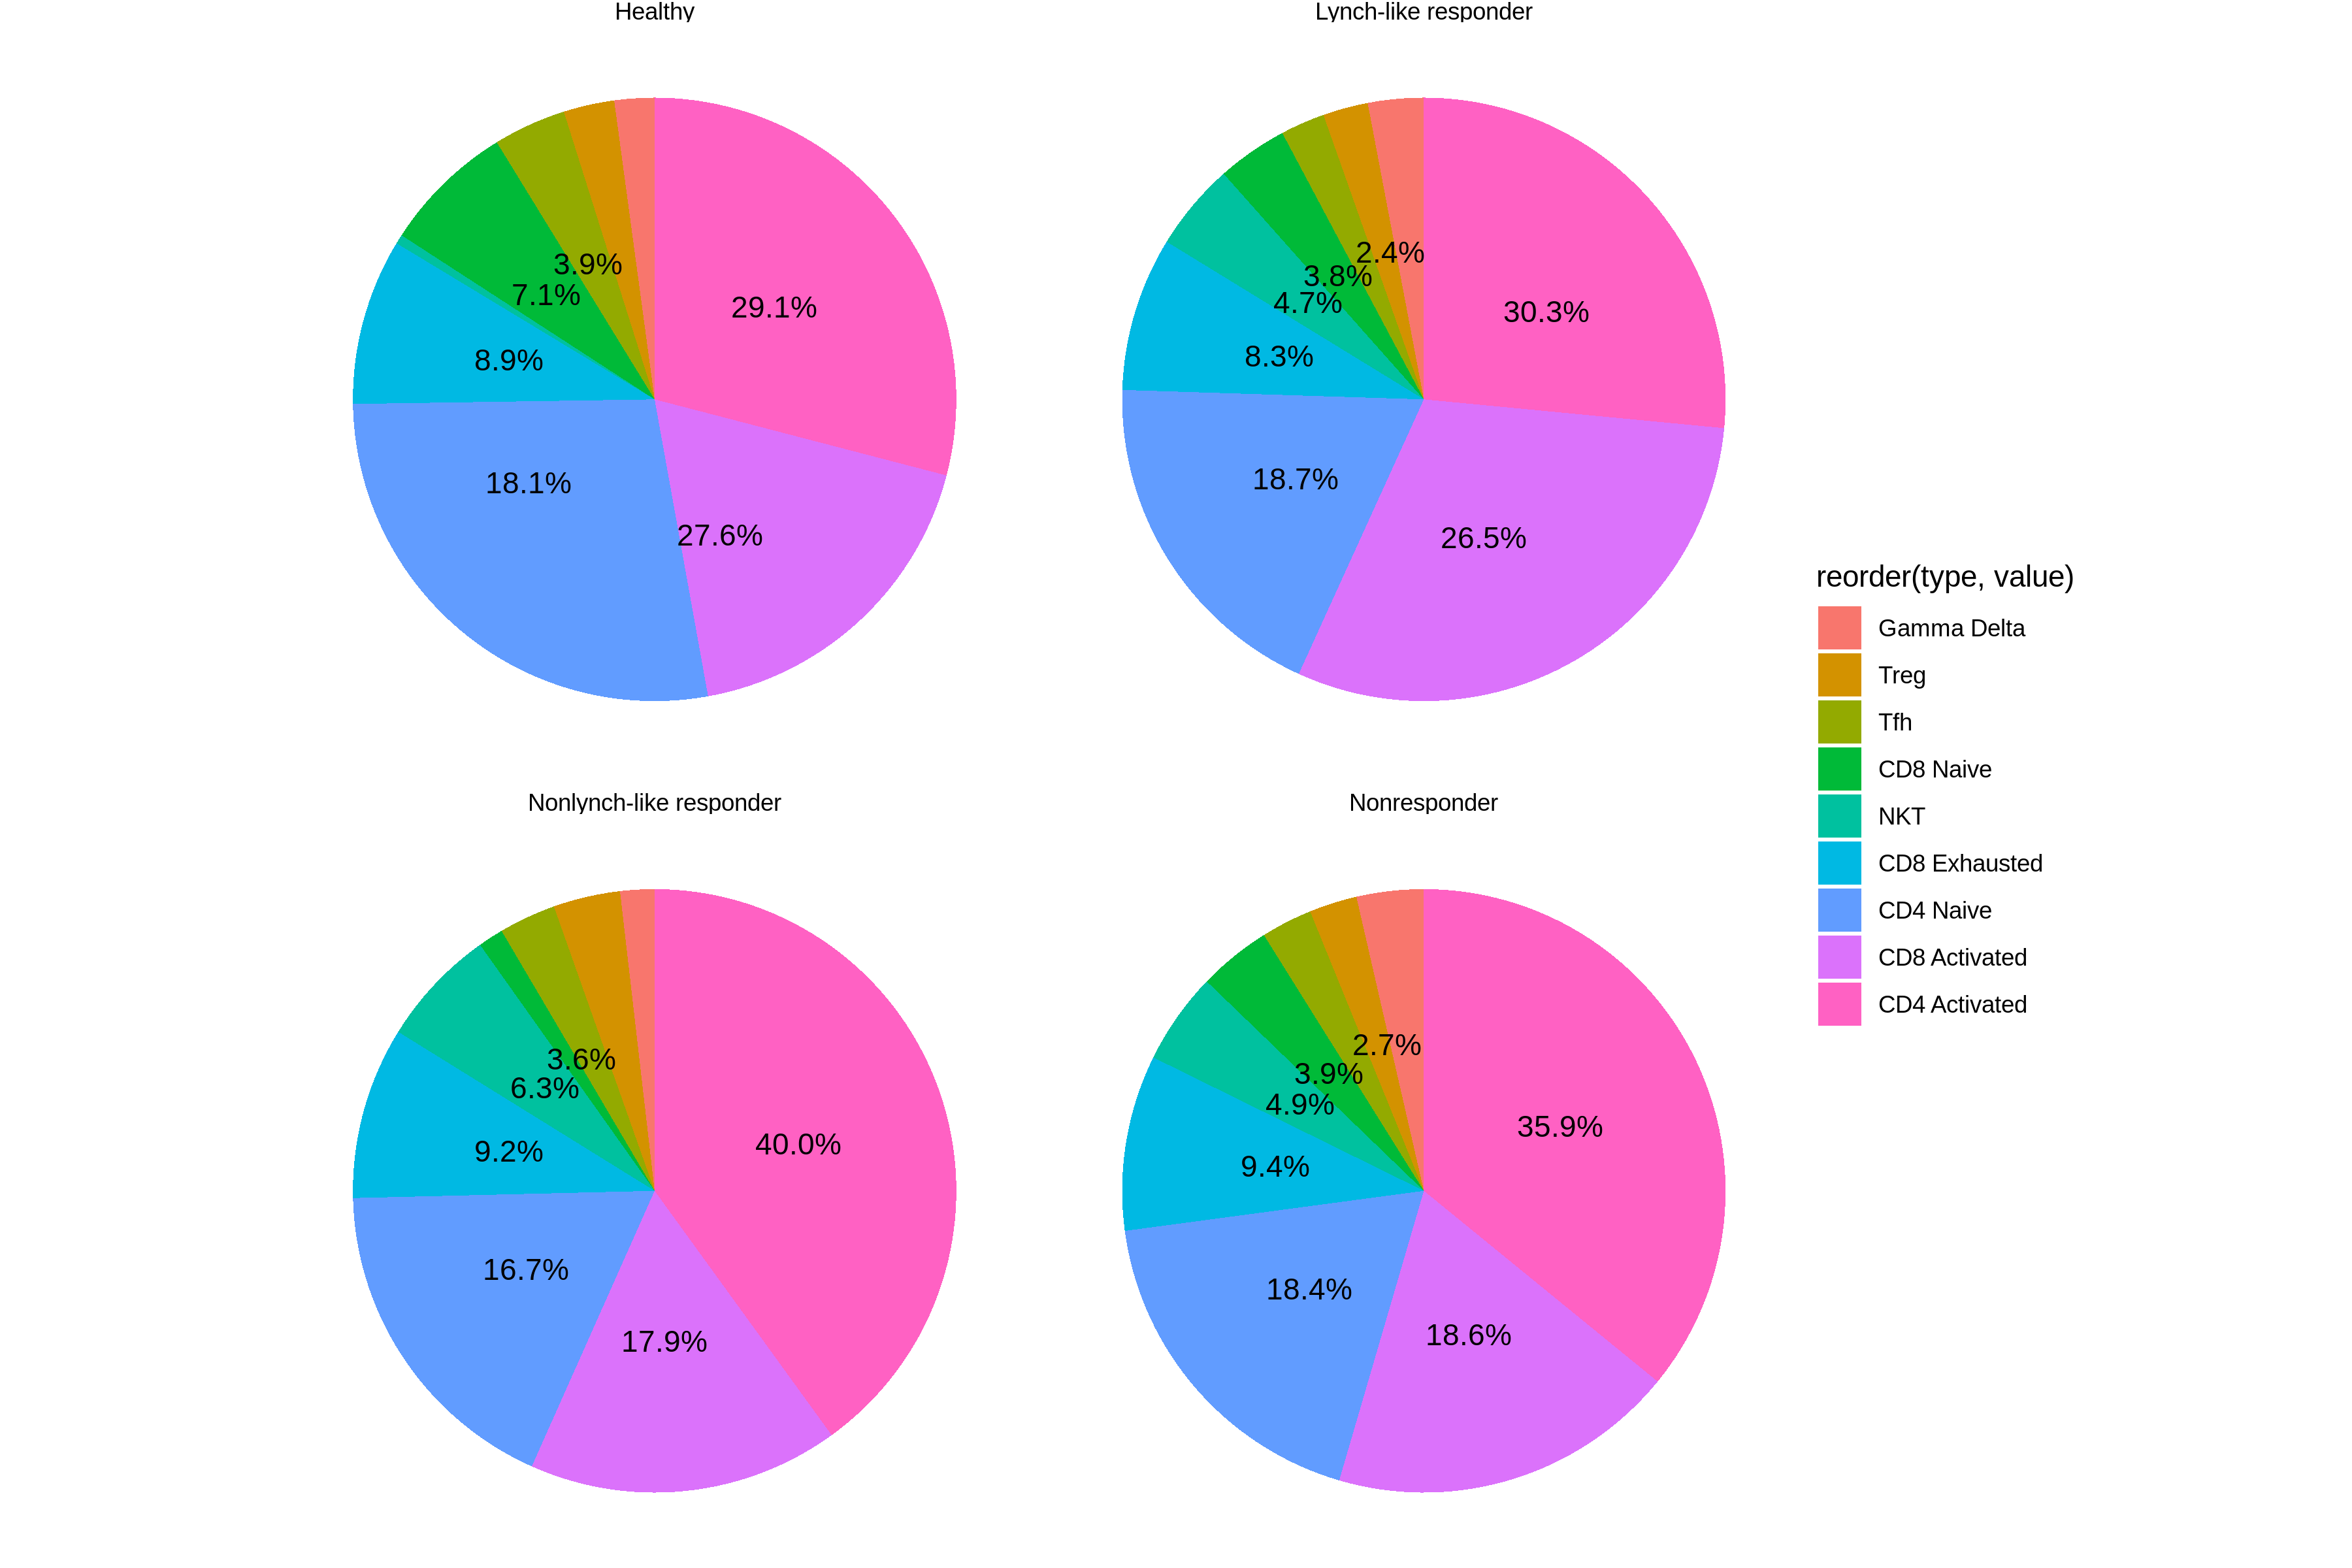 Healthy
Lynch-like responder
3.9%
7.1%
29.1%
8.9%
18.1%
27.6%
2.4%
3.8%
4.7%
30.3%
8.3%
18.7%
26.5%
Nonlynch-like responder
Nonresponder
3.6%
6.3%
40.0%
9.2%
16.7%
17.9%
2.7%
3.9%
4.9%
35.9%
9.4%
18.4%
18.6%
reorder(type, value)
Gamma Delta
Treg
Tfh
CD8 Naive
NKT
CD8 Exhausted
CD4 Naive
CD8 Activated
CD4 Activated